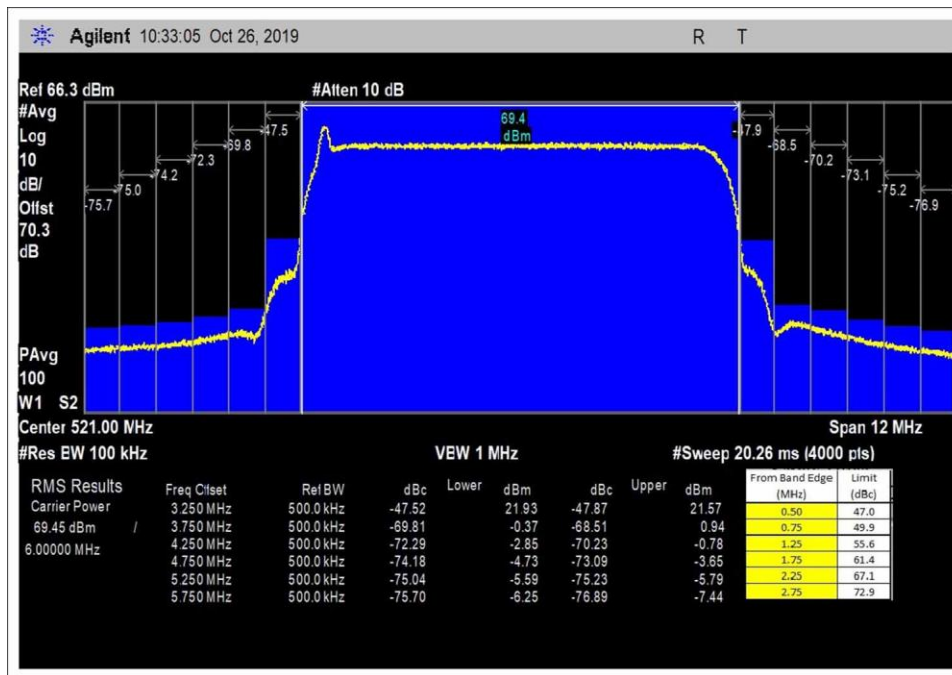 Agilent 10:33:05 Oct 26, 2019 R T
Ref 66.3 dBm #Atten 10 dB
#Avg
Log
10
dB/
Offst
70.3
dB
69.4
dBm
-75.7 -75.0 -74.2 -72.3 -69.8 -47.5
-47.9 -68.5 -70.2 -73.1 -75.2 -76.9
PAvg
100
W1 S2
Center 521.00 MHz Span 12 MHz
#Res BW 100 kHz VBW 1 MHz #Sweep 20.26 ms (4000 pts)
RMS Results Freq Offset Ref BW dBc Lower dBm dBc Upper dBm
Carrier Power 3.250 MHz 500.0 kHz -47.52 21.93 -47.87 21.57
69.45 dBm / 3.750 MHz 500.0 kHz -69.81 -0.37 -68.51 0.94
6.00000 MHz 4.250 MHz 500.0 kHz -72.29 -2.85 -70.23 -0.78
4.750 MHz 500.0 kHz -74.18 -4.73 -73.09 -3.65
5.250 MHz 500.0 kHz -75.04 -5.59 -75.23 -5.79
5.750 MHz 500.0 kHz -75.70 -6.25 -76.89 -7.44
From Band Edge Limit
(MHz) (dBc)
0.50 47.0
0.75 49.9
1.25 55.6
1.75 61.4
2.25 67.1
2.75 72.9